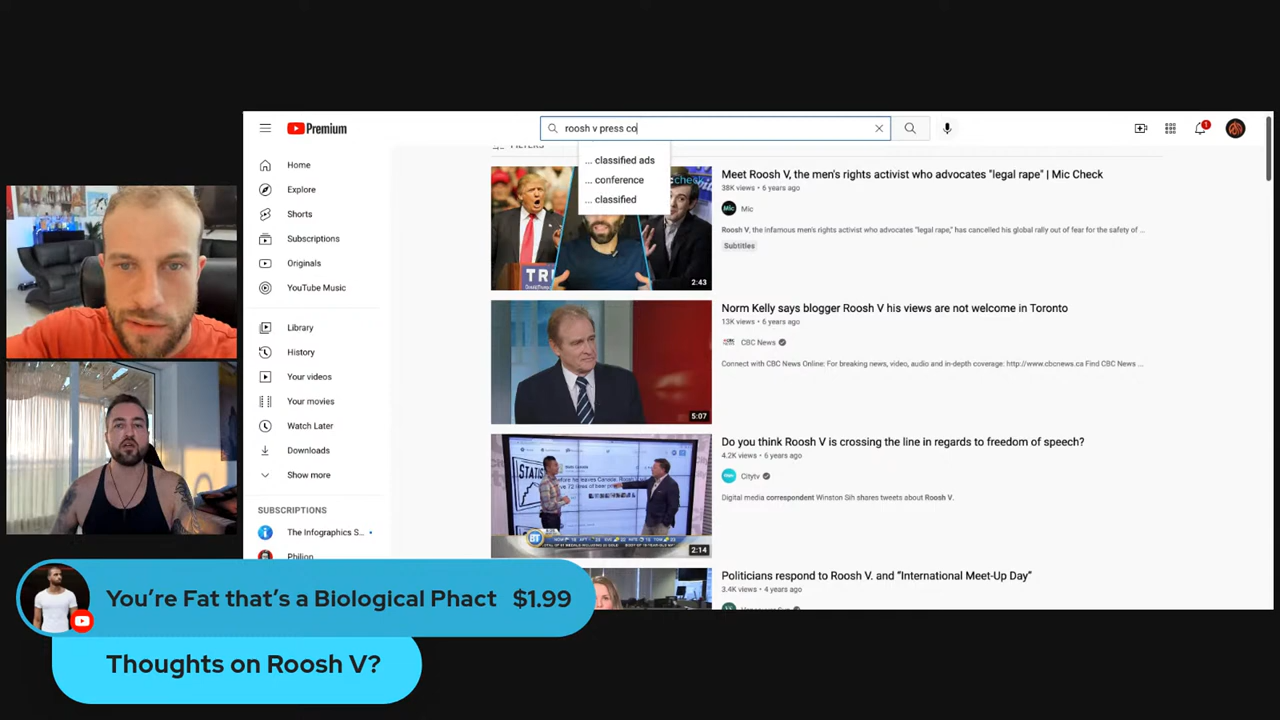 Premium
roosh v press co
... classified ads
... conference
... classified
Home
Explore
Shorts
Subscriptions
Originals
YouTube Music
Library
History
Your videos
Your movies
Watch Later
Downloads
Show more
SUBSCRIPTIONS
The Infographics S...
Philion
check
TRU
2:43
Meet Roosh V, the men's rights activist who advocates "legal rape" | Mic Check
38K views • 6 years ago
Mic
Roosh V, the infamous men's rights activist who advocates "legal rape," has cancelled his global rally out of fear for the safety of ...
Subtitles
5:07
Norm Kelly says blogger Roosh V his views are not welcome in Toronto
13K views • 6 years ago
CBC News
Connect with CBC News Online: For breaking news, video, audio and in-depth coverage: http://www.cbcnews.ca Find CBC News ...
BT
2:14
Do you think Roosh V is crossing the line in regards to freedom of speech?
4.2K views • 6 years ago
Citytv
Digital media correspondent Winston Sih shares tweets about Roosh V.
Politicians respond to Roosh V. and "International Meet-Up Day"
3.4K views • 4 years ago
1
You're Fat that's a Biological Phact $1.99
Thoughts on Roosh V?